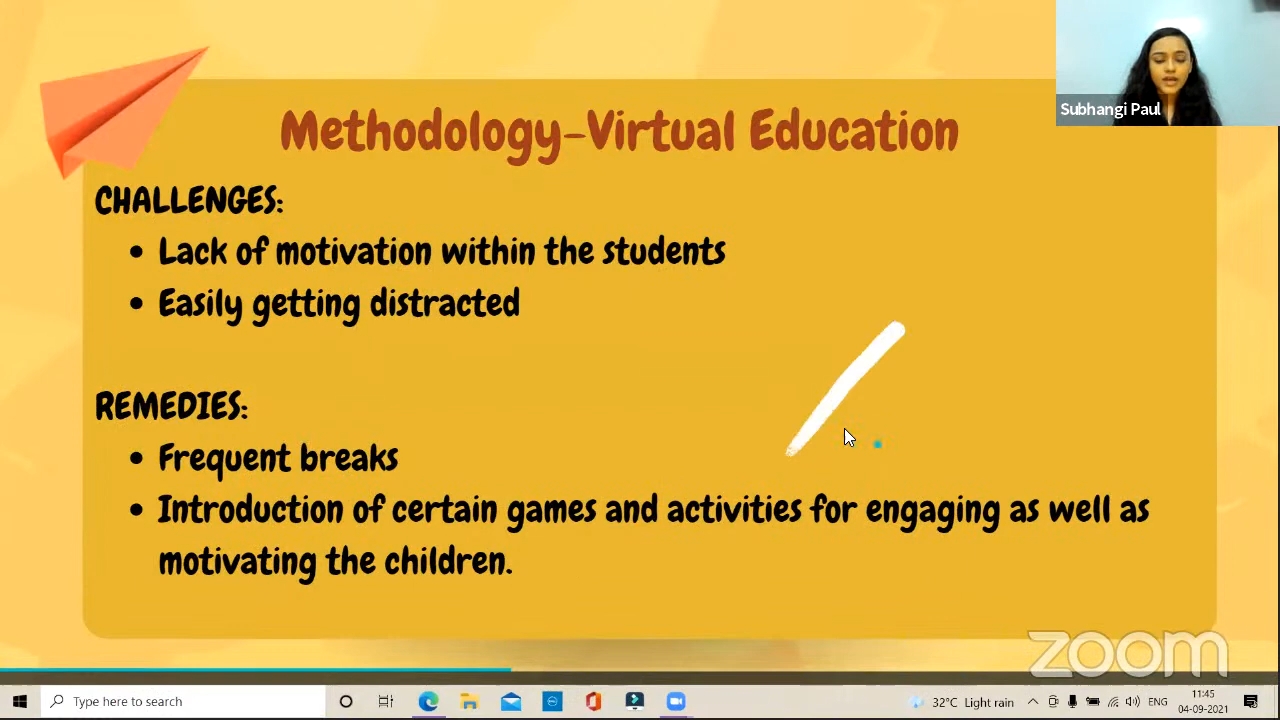 Methodology-Virtual Education
Subhangi Paul
CHALLENGES:
• Lack of motivation within the students
• Easily getting distracted
REMEDIES:
• Frequent breaks
• Introduction of certain games and activities for engaging as well as
motivating the children.
zoom
Type here to search
32°C Light rain
ENG
11:45
04-09-2021